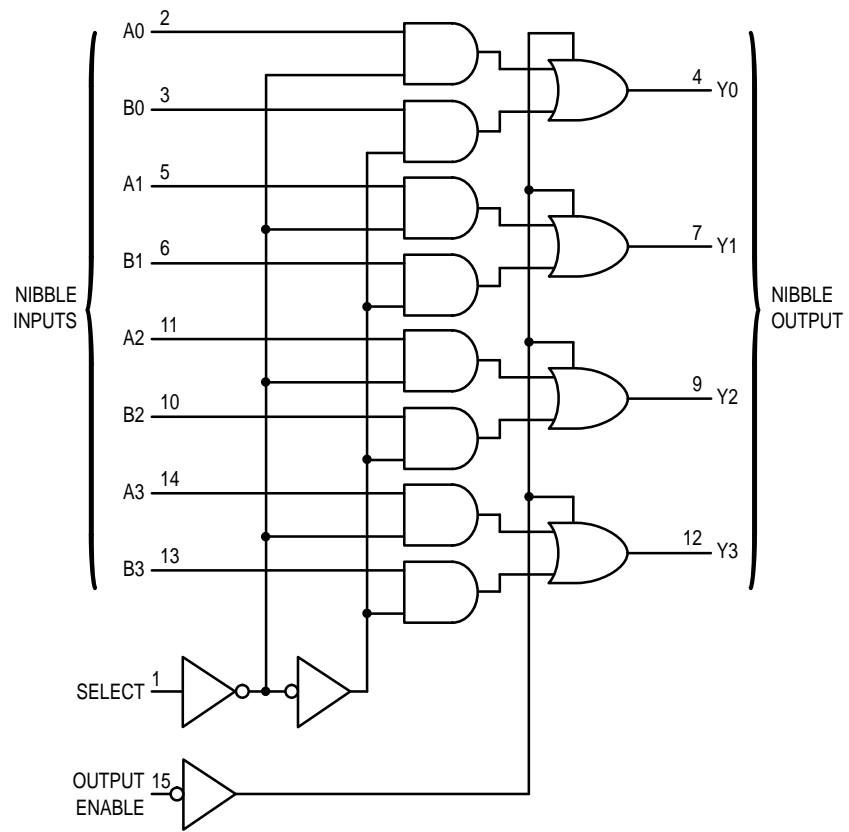 A0 2
B0 3
A1 5
B1 6
A2 11
B2 10
A3 14
B3 13
NIBBLE
INPUTS
SELECT 1
OUTPUT
ENABLE 15
4 Y0
7 Y1
9 Y2
12 Y3
NIBBLE
OUTPUT